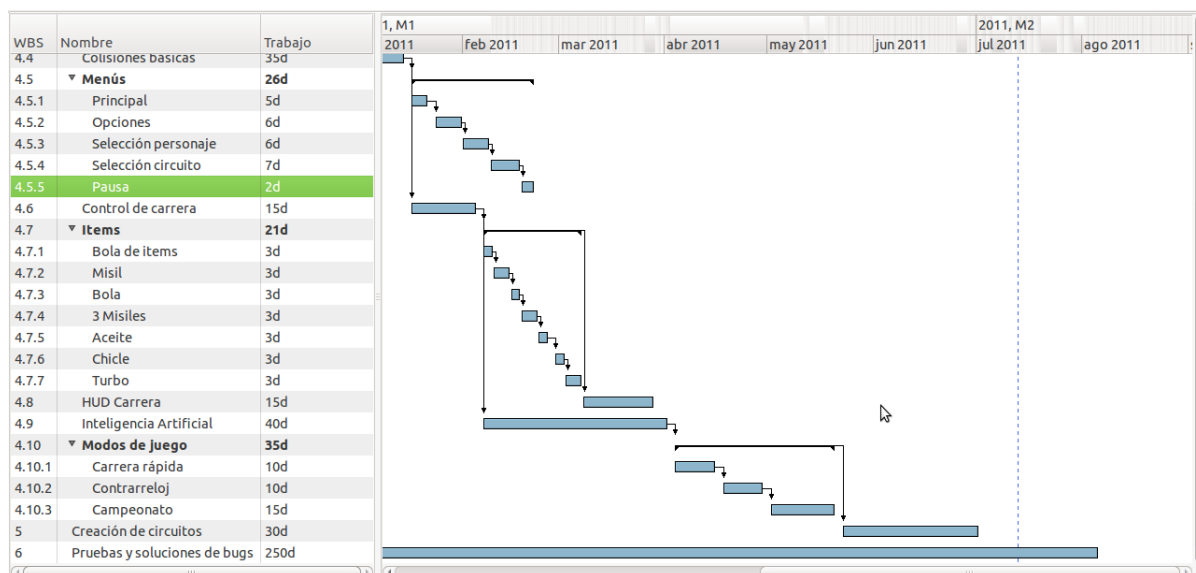 1, M1 2011, M2
WBS Nombre Trabajo 2011 feb 2011 mar 2011 abr 2011 may 2011 jun 2011 jul 2011 ago 2011
4.4 Colisiones básicas 35d
4.5 Menús 26d
4.5.1 Principal 5d
4.5.2 Opciones 6d
4.5.3 Selección personaje 6d
4.5.4 Selección circuito 7d
4.5.5 Pausa 2d
4.6 Control de carrera 15d
4.7 Items 21d
4.7.1 Bola de items 3d
4.7.2 Misil 3d
4.7.3 Bola 3d
4.7.4 3 Misiles 3d
4.7.5 Aceite 3d
4.7.6 Chicle 3d
4.7.7 Turbo 3d
4.8 HUD Carrera 15d
4.9 Inteligencia Artificial 40d
4.10 Modos de juego 35d
4.10.1 Carrera rápida 10d
4.10.2 Contrarreloj 10d
4.10.3 Campeonato 15d
5 Creación de circuitos 30d
6 Pruebas y soluciones de bugs 250d